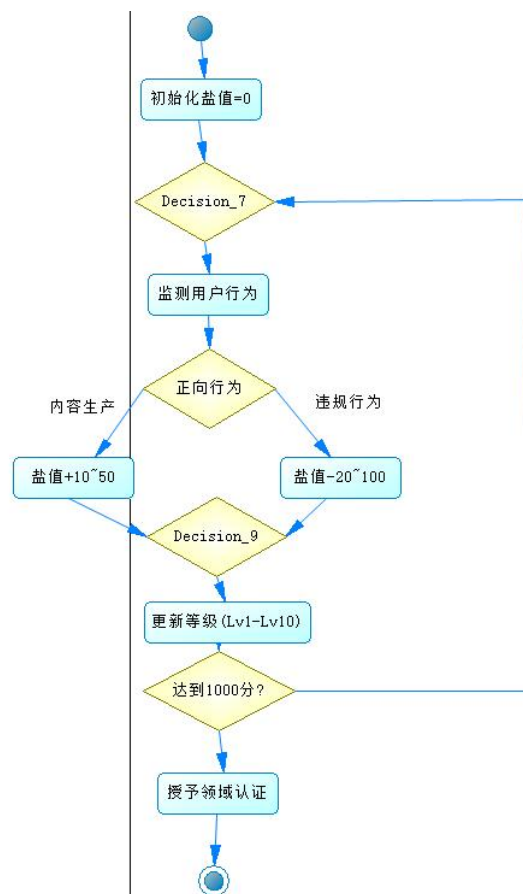 初始化盐值=0
Decision_7
监测用户行为
正向行为
内容生产
违规行为
盐值+10~50
盐值-20~100
Decision_9
更新等级(Lv1-Lv10)
达到1000分?
授予领域认证